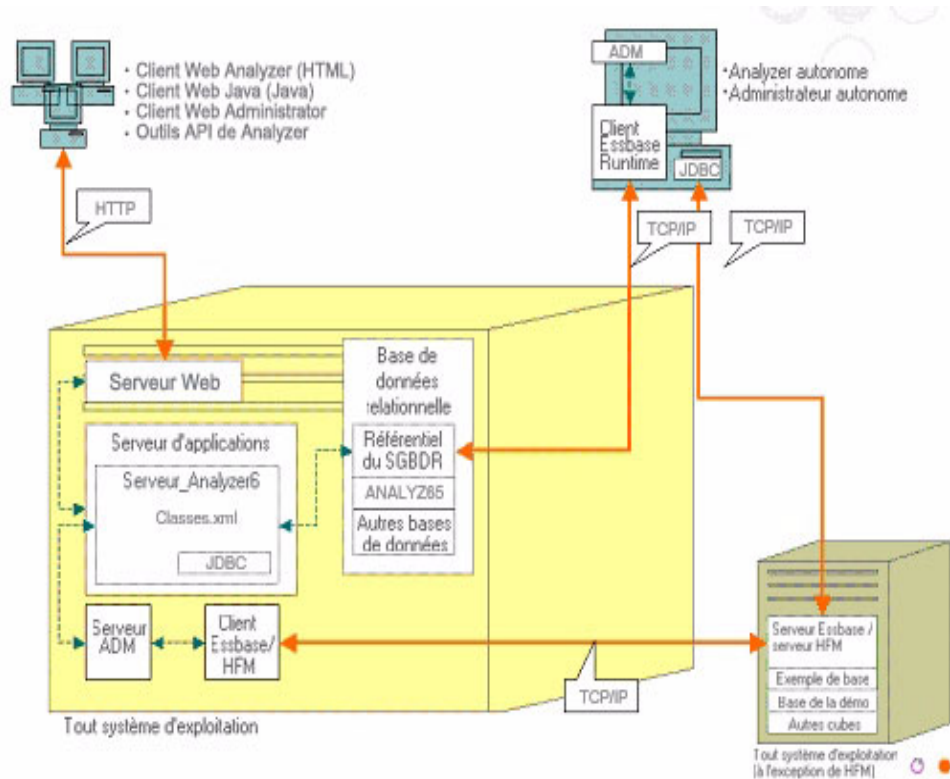 · Client Web Analyzer (HTML)
· Client Web Java (Java)
· Client Web Administrator
· Outils API de Analyzer
ADM
Client
Essbase
Runtime
JDBC
·Analyzer autonome
·Administrateur autonome
HTTP
TCP/IP
TCP/IP
Serveur Web
Base de
données
relationnelle
Référentiel
du SGBDR
ANALYZ65
Autres bases
de données
Serveur d'applications
Serveur_Analyzer6
Classes.xml
JDBC
Serveur
ADM
Client
Essbase/
HFM
TCP/IP
Tout système d'exploitation
Serveur Essbase /
serveur HFM
Exemple de base
Base de la démo
Autres cubes
Tout système d'exploitation
(à l'exception de HFM)